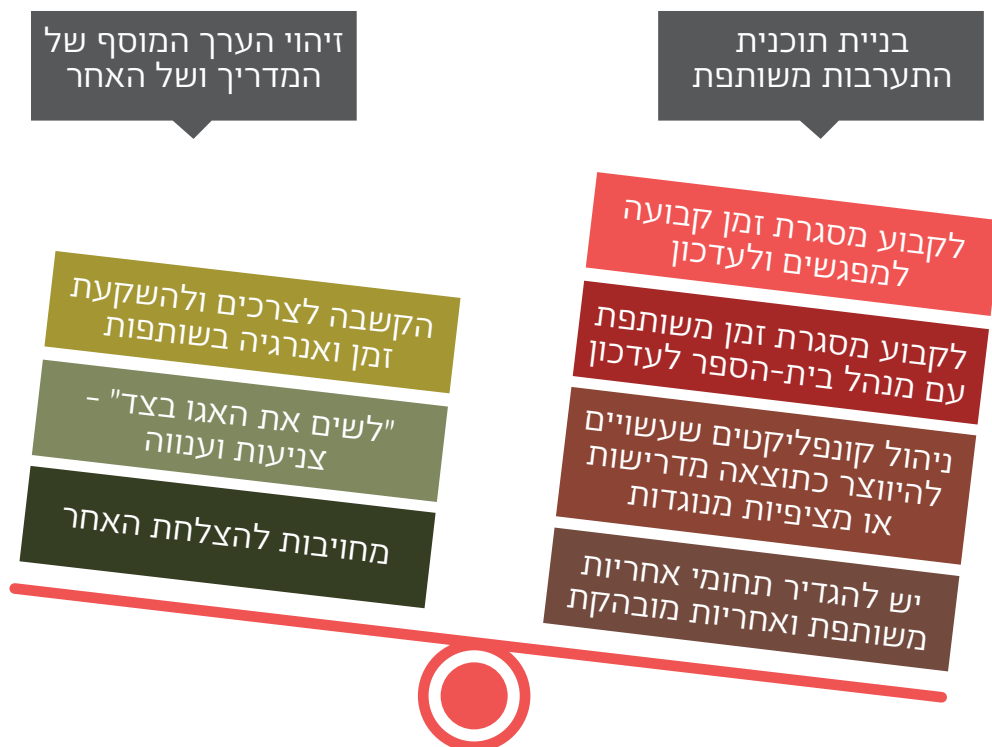 בניית תוכנית
התערבות משותפת
לקבוע מסגרת זמן קבועה
למפגשים ולעדכון
לקבוע מסגרת זמן משותפת
עם מנהל בית-הספר לעדכון
ניהול קונפליקטים שעשויים
להיווצר כתוצאה מדרישות
או מציפיות מנוגדות
יש להגדיר תחומי אחריות
משותפת ואחריות מובהקת
זיהוי הערך המוסף של
המדריך ושל האחר
הקשבה לצרכים ולהשקעת
זמן ואנרגיה בשותפות
"לשים את האגו בצד" -
צניעות וענווה
מחויבות להצלחת האחר